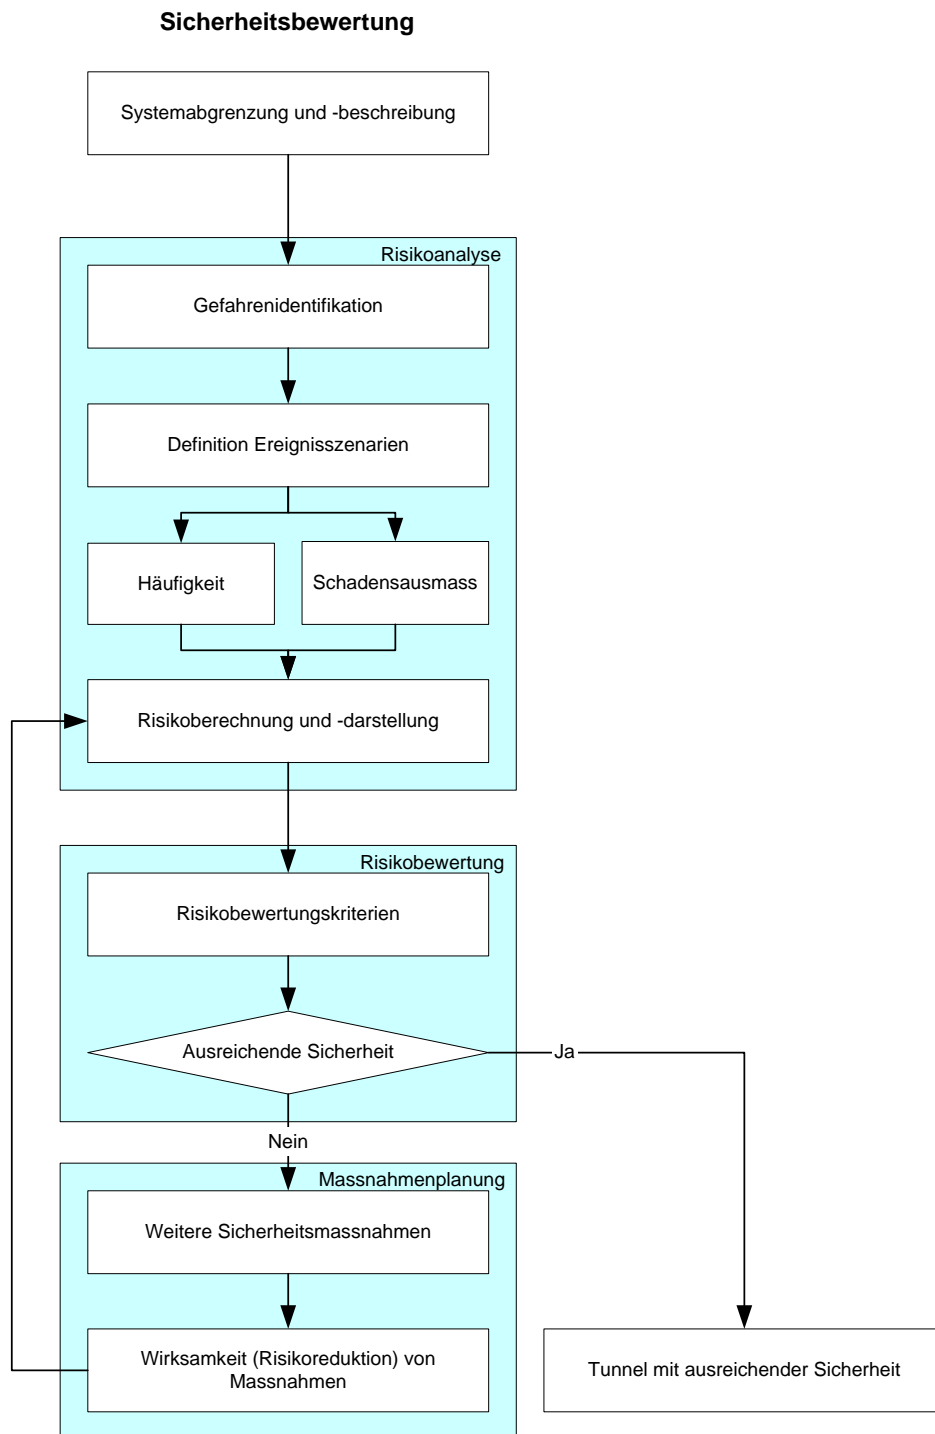 Sicherheitsbewertung
Systemabgrenzung und -beschreibung
Risikoanalyse
Gefahrenidentifikation
Definition Ereignisszenarien
Häufigkeit
Schadensausmass
Risikoberechnung und -darstellung
Risikobewertung
Risikobewertungskriterien
Ausreichende Sicherheit
Ja
Nein
Massnahmenplanung
Weitere Sicherheitsmassnahmen
Wirksamkeit (Risikoreduktion) von
Massnahmen
Tunnel mit ausreichender Sicherheit